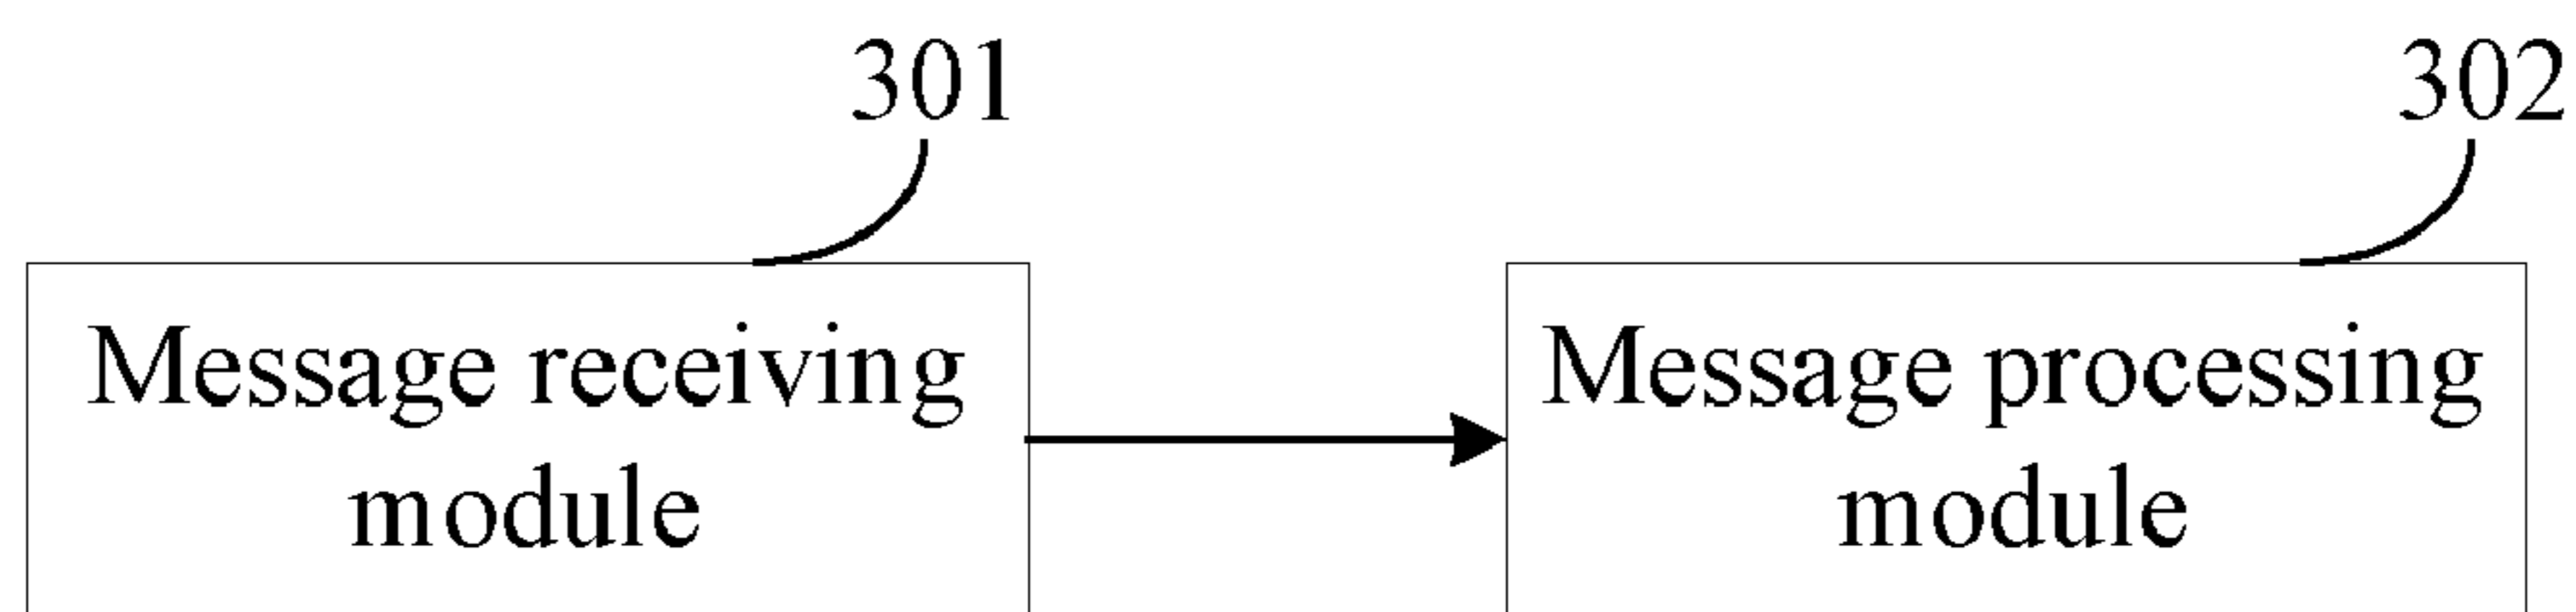 301
302
Message receiving
module
Message processing
module